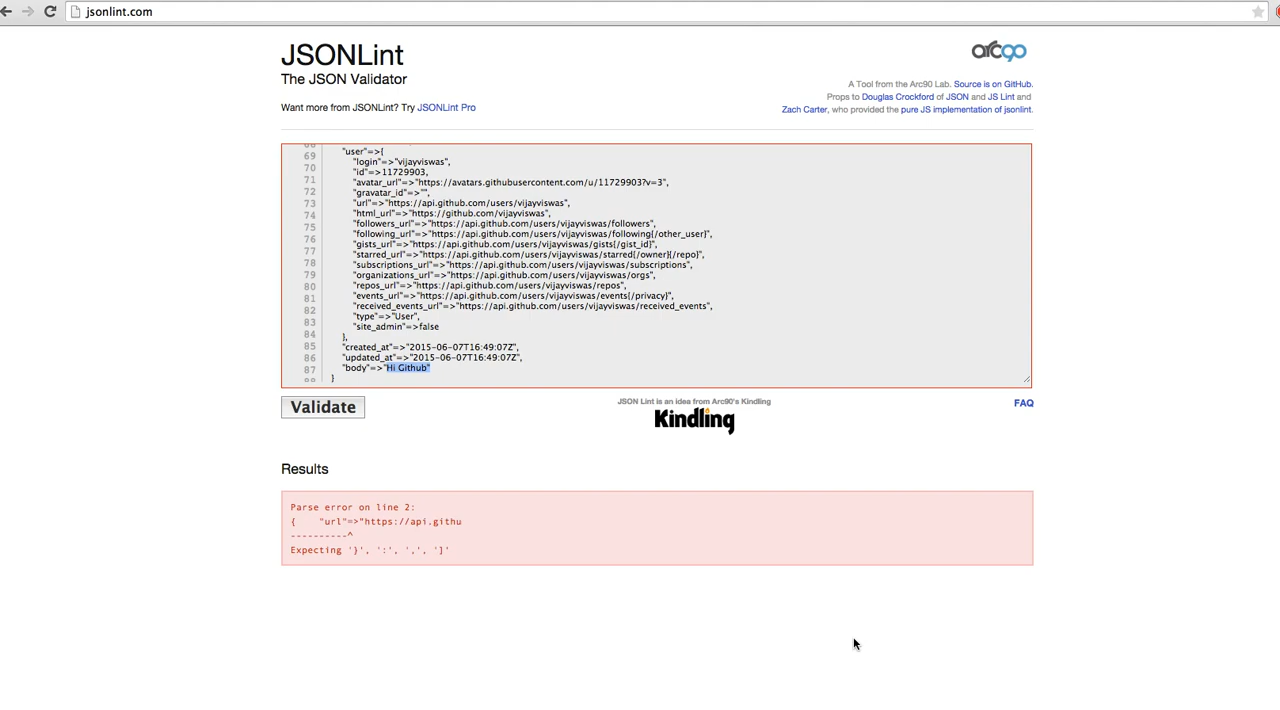 jsonlint.com
JSONLint
The JSON Validator
Want more from JSONLint? Try JSONLint Pro
arc90
A Tool from the Arc90 Lab. Source is on GitHub.
Props to Douglas Crockford of JSON and JS Lint and
Zach Carter, who provided the pure JS implementation of jsonlint.
69 "user"=>{
70 "login"=>"vijayviswas",
71 "id"=>11729903,
72 "avatar_url"=>"https://avatars.githubusercontent.com/u/11729903?v=3",
73 "gravatar_id"=>"",
74 "url"=>"https://api.github.com/users/vijayviswas",
75 "html_url"=>"https://github.com/vijayviswas",
76 "followers_url"=>"https://api.github.com/users/vijayviswas/followers",
77 "following_url"=>"https://api.github.com/users/vijayviswas/following{/other_user}",
78 "gists_url"=>"https://api.github.com/users/vijayviswas/gists{/gist_id}",
79 "starred_url"=>"https://api.github.com/users/vijayviswas/starred{/owner}{/repo}",
80 "subscriptions_url"=>"https://api.github.com/users/vijayviswas/subscriptions",
81 "organizations_url"=>"https://api.github.com/users/vijayviswas/orgs",
82 "repos_url"=>"https://api.github.com/users/vijayviswas/repos",
83 "events_url"=>"https://api.github.com/users/vijayviswas/events{/privacy}",
84 "received_events_url"=>"https://api.github.com/users/vijayviswas/received_events",
85 "type"=>"User",
86 "site_admin"=>false
87 },
"created_at"=>"2015-06-07T16:49:07Z",
"updated_at"=>"2015-06-07T16:49:07Z",
"body"=>"Hi Github"
}
Validate
JSON Lint is an idea from Arc90's Kindling
Kindling
FAQ
Results
Parse error on line 2:
{    "url"=>"https://api.githu
----------^
Expecting '}', ':', ',', ']'